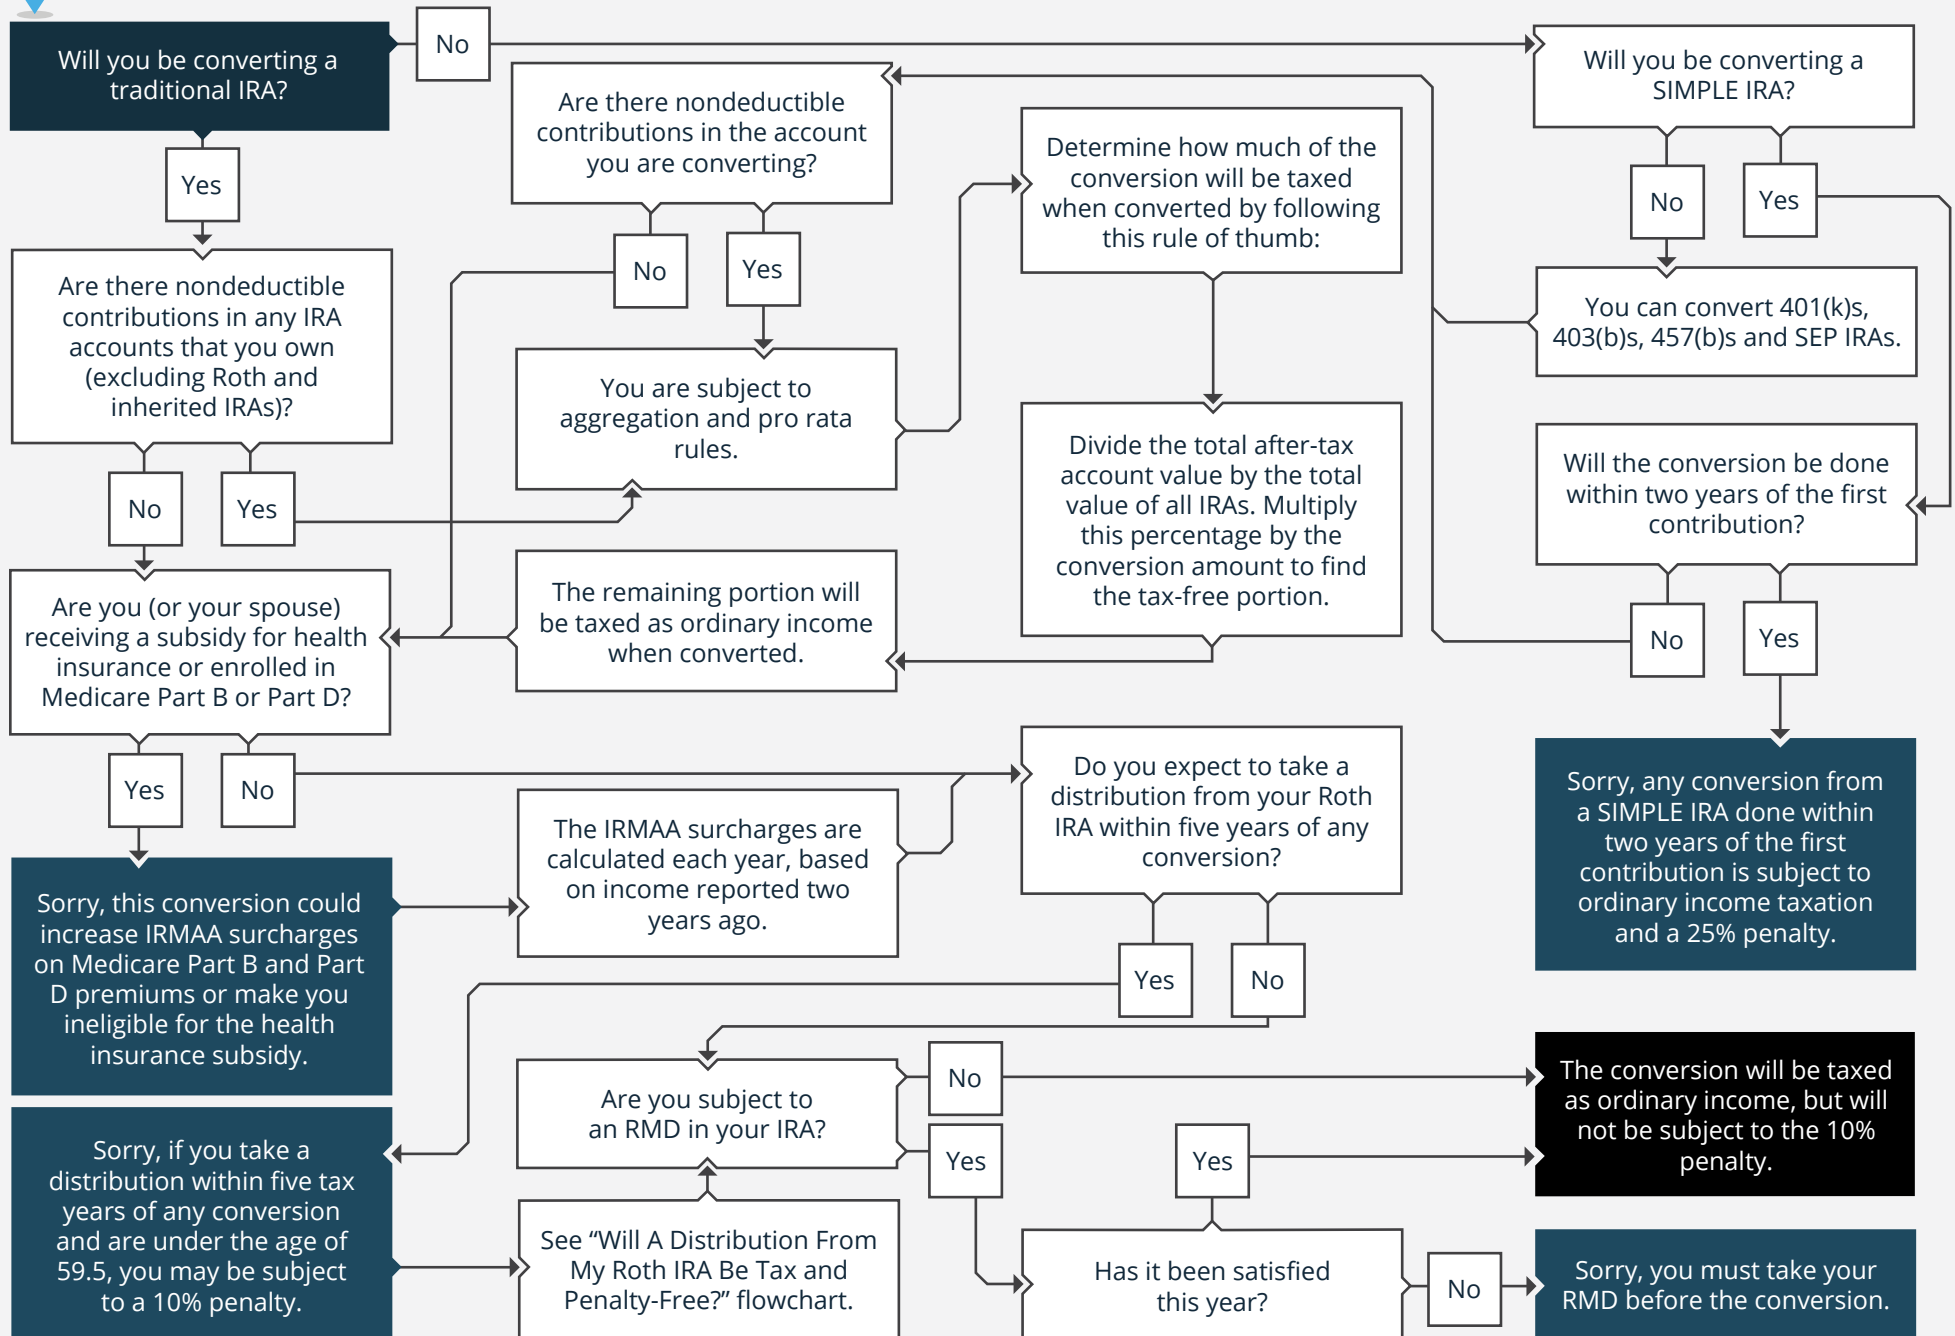 Will you be converting a
traditional IRA?
No
Will you be converting a
SIMPLE IRA?
Yes
Are there nondeductible
contributions in the account
you are converting?
Determine how much of the
conversion will be taxed
when converted by following
this rule of thumb:
No
Yes
Are there nondeductible
contributions in any IRA
accounts that you own
(excluding Roth and
inherited IRAs)?
No
Yes
You can convert 401(k)s,
403(b)s, 457(b)s and SEP IRAs.
You are subject to
aggregation and pro rata
rules.
Divide the total after-tax
account value by the total
value of all IRAs. Multiply
this percentage by the
conversion amount to find
the tax-free portion.
Will the conversion be done
within two years of the first
contribution?
No
Yes
Are you (or your spouse)
receiving a subsidy for health
insurance or enrolled in
Medicare Part B or Part D?
The remaining portion will
be taxed as ordinary income
when converted.
No
Yes
Yes
No
The IRMAA surcharges are
calculated each year, based
on income reported two
years ago.
Do you expect to take a
distribution from your Roth
IRA within five years of any
conversion?
Sorry, any conversion from
a SIMPLE IRA done within
two years of the first
contribution is subject to
ordinary income taxation
and a 25% penalty.
Sorry, this conversion could
increase IRMAA surcharges
on Medicare Part B and Part
D premiums or make you
ineligible for the health
insurance subsidy.
Yes
No
Are you subject to
an RMD in your IRA?
No
Yes
The conversion will be taxed
as ordinary income, but will
not be subject to the 10%
penalty.
Sorry, if you take a
distribution within five tax
years of any conversion
and are under the age of
59.5, you may be subject
to a 10% penalty.
See “Will A Distribution From
My Roth IRA Be Tax and
Penalty-Free?” flowchart.
Yes
Has it been satisfied
this year?
No
Sorry, you must take your
RMD before the conversion.